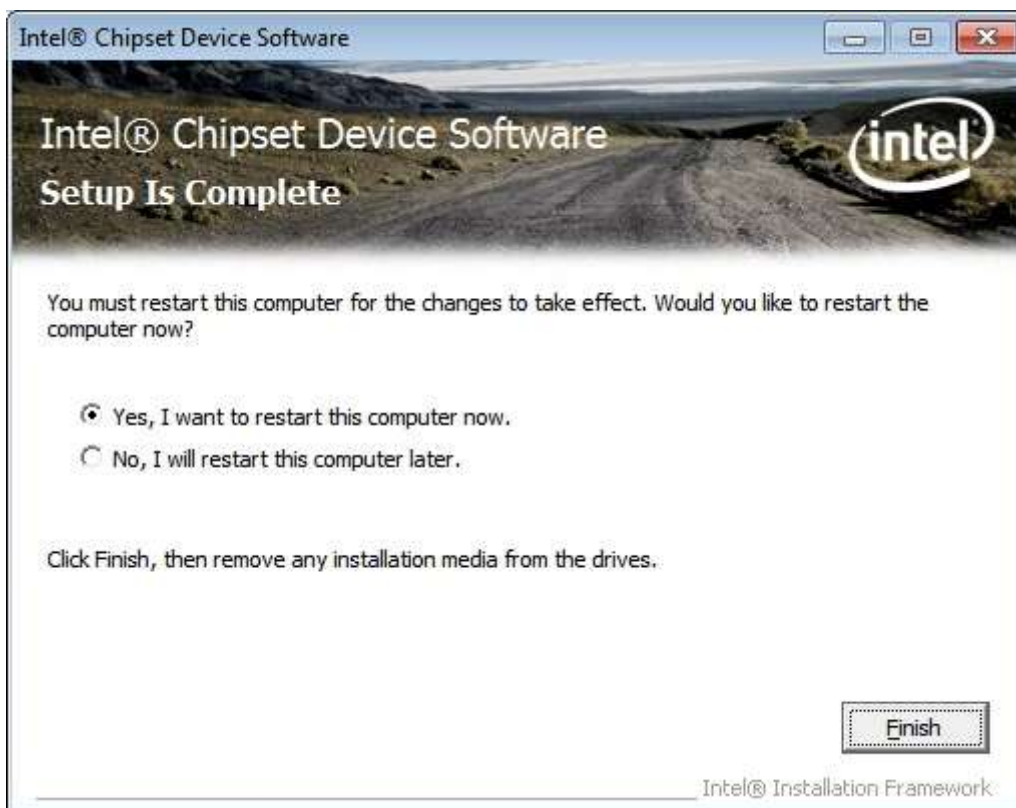 Intel® Chipset Device Software
Intel® Chipset Device Software
intel®
Setup Is Complete
You must restart this computer for the changes to take effect. Would you like to restart the
computer now?
Yes, I want to restart this computer now.
No, I will restart this computer later.
Click Finish, then remove any installation media from the drives.
Finish
Intel® Installation Framework